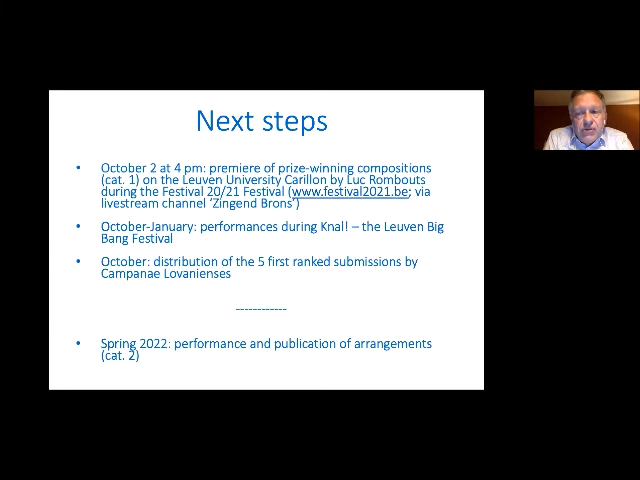 Next steps
• October 2 at 4 pm: premiere of prize-winning compositions
(cat. 1) on the Leuven University Carillon by Luc Rombouts
during the Festival 20/21 Festival (www.festival2021.be; via
livestream channel ‘Zingend Brons’)
• October-January: performances during Knal! – the Leuven Big
Bang Festival
• October: distribution of the 5 first ranked submissions by
Campanae Lovanienses
------------
• Spring 2022: performance and publication of arrangements
(cat. 2)